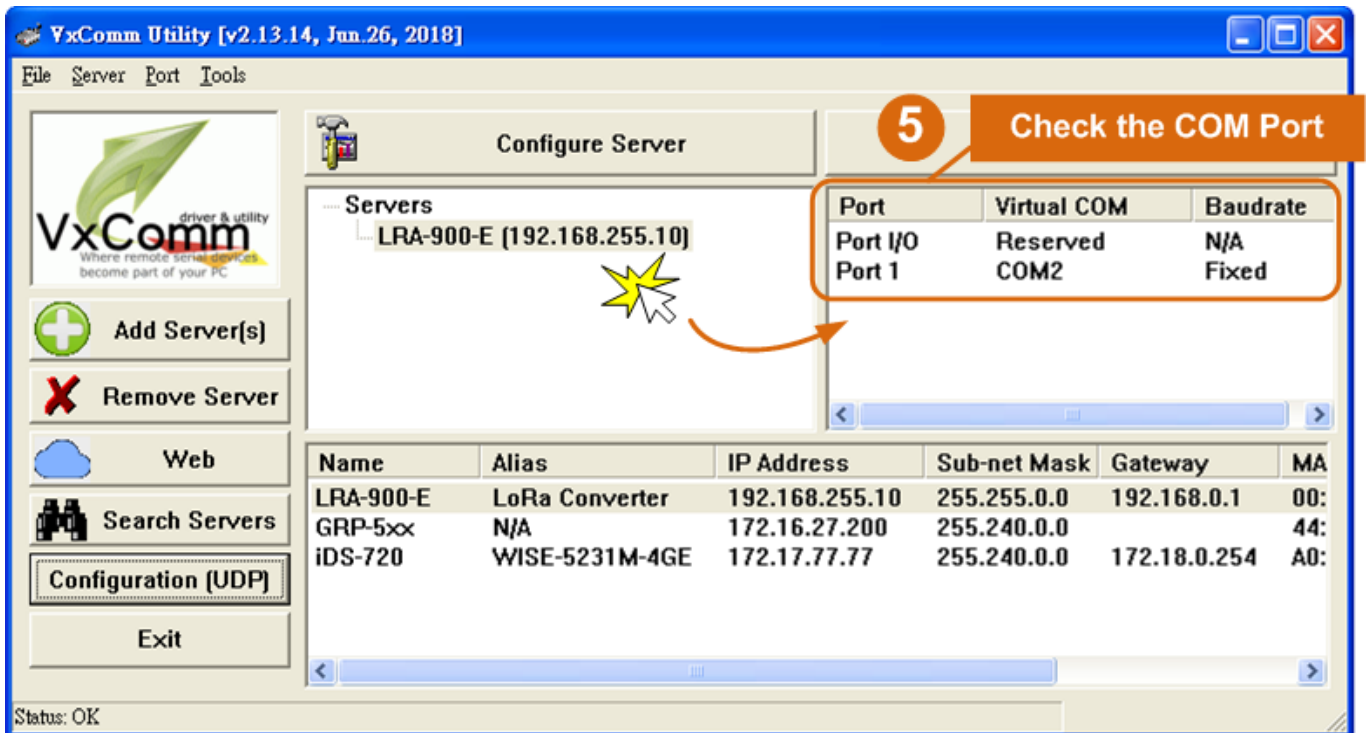 VxComm Utility [v2.13.14, Jun.26, 2018]
File Server Port Tools
VxComm
driver & utility
Where remote serial devices
become part of your PC
Configure Server
5 Check the COM Port
Servers
LRA-900-E (192.168.255.10)
Port Virtual COM Baudrate
Port I/O Reserved N/A
Port 1 COM2 Fixed
Add Server(s)
Remove Server
Web
Search Servers
Configuration (UDP)
Exit
Name Alias IP Address Sub-net Mask Gateway MA
LRA-900-E LoRa Converter 192.168.255.10 255.255.0.0 192.168.0.1 00:
GRP-5xx N/A 172.16.27.200 255.240.0.0 44:
iDS-720 WISE-5231M-4GE 172.17.77.77 255.240.0.0 172.18.0.254 A0:
Status: OK